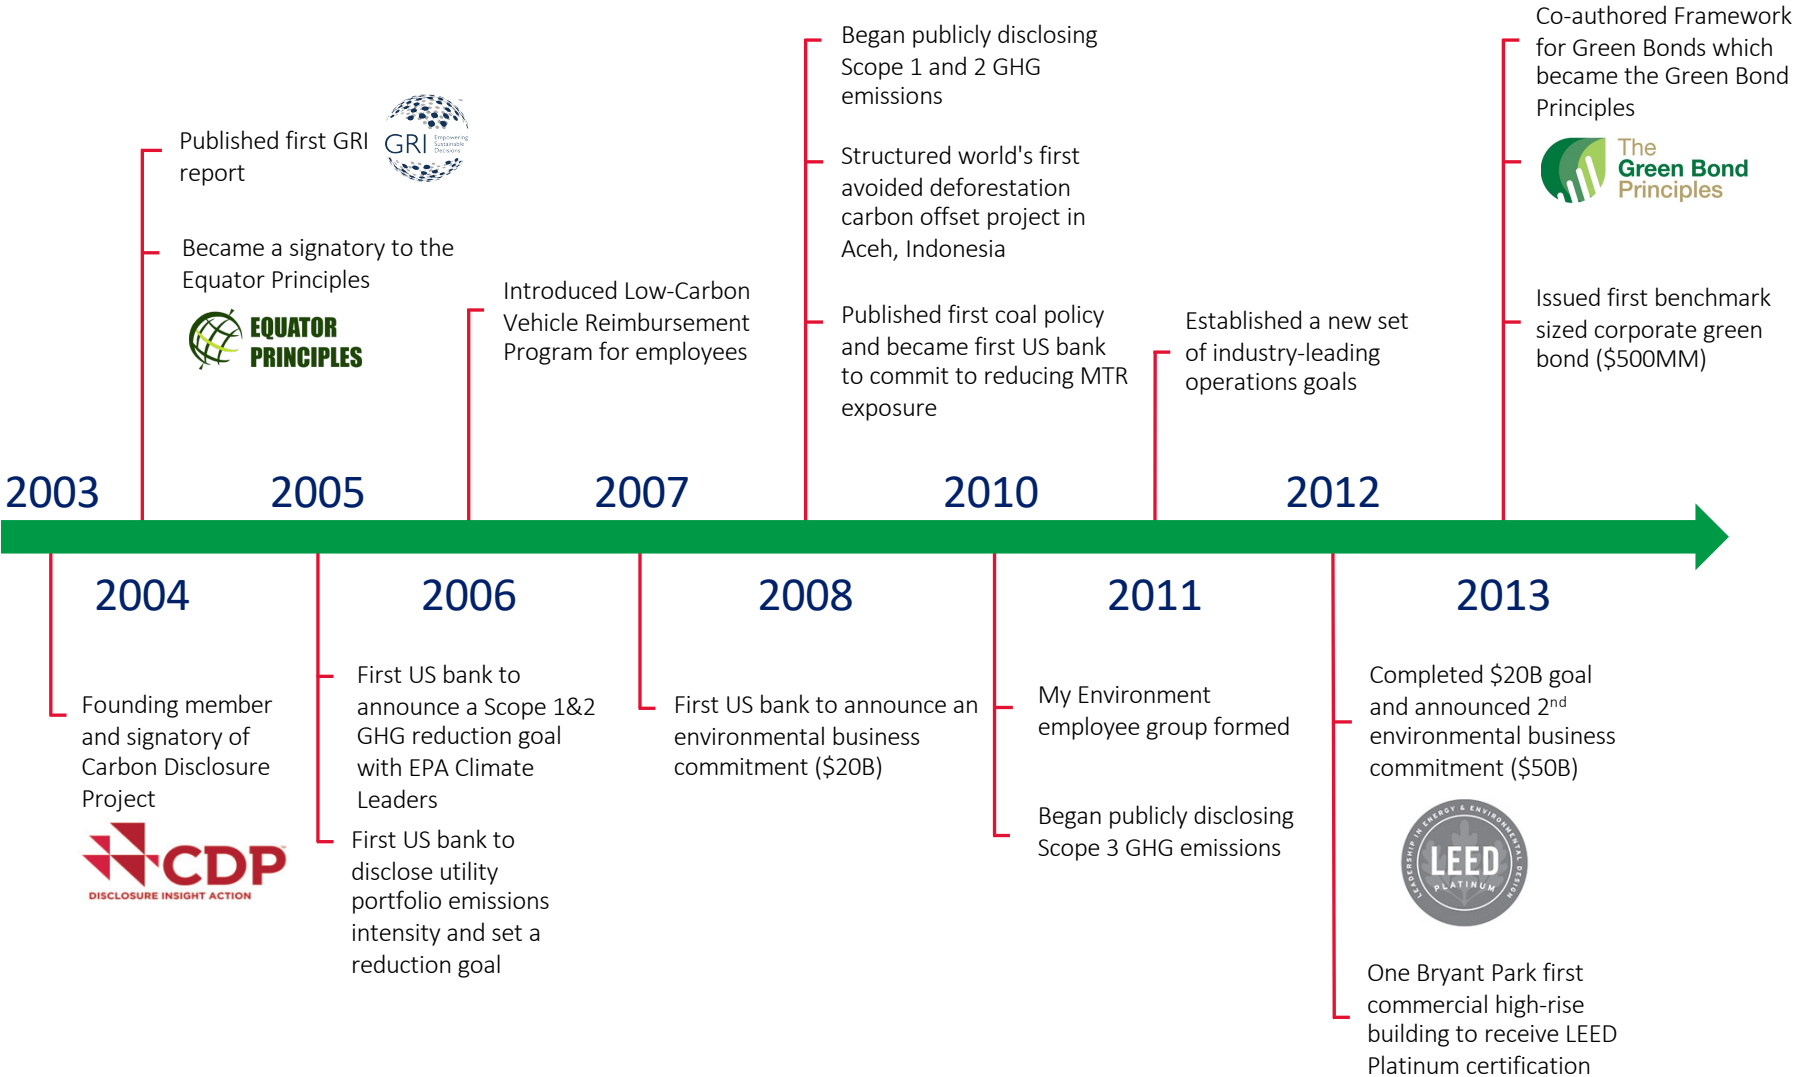 Published first GRI
report
GRI
Empowering
Sustainable
Decisions
Became a signatory to the
Equator Principles
EQUATOR
PRINCIPLES
Introduced Low-Carbon
Vehicle Reimbursement
Program for employees
Began publicly disclosing
Scope 1 and 2 GHG
emissions
Structured world's first
avoided deforestation
carbon offset project in
Aceh, Indonesia
Published first coal policy
and became first US bank
to commit to reducing MTR
exposure
Established a new set
of industry-leading
operations goals
Co-authored Framework
for Green Bonds which
became the Green Bond
Principles
The
Green Bond
Principles
Issued first benchmark
sized corporate green
bond ($500MM)
2003
2005
2007
2010
2012
2004
2006
2008
2011
2013
Founding member
and signatory of
Carbon Disclosure
Project
CDP
DISCLOSURE INSIGHT ACTION
First US bank to
announce a Scope 1&2
GHG reduction goal
with EPA Climate
Leaders
First US bank to
disclose utility
portfolio emissions
intensity and set a
reduction goal
First US bank to announce an
environmental business
commitment ($20B)
My Environment
employee group formed
Began publicly disclosing
Scope 3 GHG emissions
Completed $20B goal
and announced 2nd
environmental business
commitment ($50B)
LEADERSHIP IN ENERGY & ENVIRONMENTAL DESIGN
LEED
PLATINUM
One Bryant Park first
commercial high-rise
building to receive LEED
Platinum certification